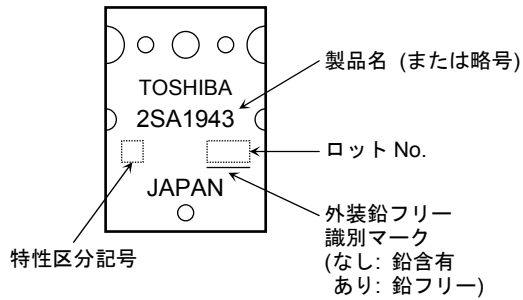 TOSHIBA
製品名 (または略号)
2SA1943
ロット No.
JAPAN
外装鉛フリー
識別マーク
(なし: 鉛含有
あり: 鉛フリー)
特性区分記号